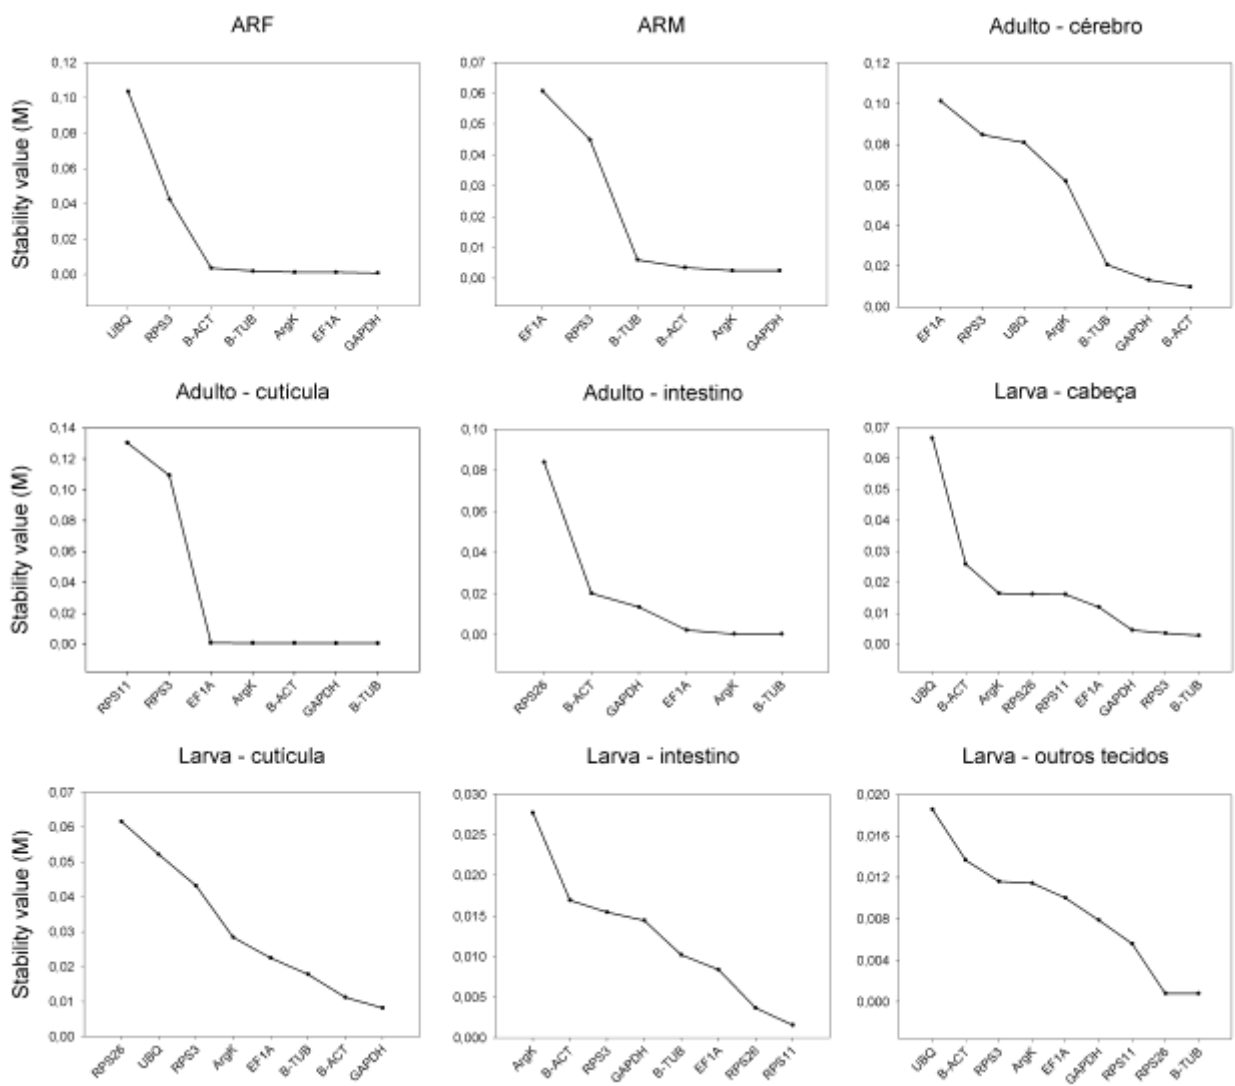 ARF
Stability value (M)
0,12
0,10
0,08
0,06
0,04
0,02
0,00
UBQ
RPS3
B-ACT
B-TUB
ArgK
EF1A
GAPDH
ARM
0,07
0,06
0,05
0,04
0,03
0,02
0,01
0,00
EF1A
RPS3
B-TUB
B-ACT
ArgK
GAPDH
Adulto - cérebro
0,12
0,10
0,08
0,06
0,04
0,02
0,00
EF1A
RPS3
UBQ
ArgK
B-TUB
GAPDH
B-ACT
Adulto - cutícula
Stability value (M)
0,14
0,12
0,10
0,08
0,06
0,04
0,02
0,00
RPS11
RPS3
EF1A
ArgK
B-ACT
GAPDH
B-TUB
Adulto - intestino
0,10
0,08
0,06
0,04
0,02
0,00
RPS26
B-ACT
GAPDH
EF1A
ArgK
B-TUB
Larva - cabeça
0,07
0,06
0,05
0,04
0,03
0,02
0,01
0,00
UBQ
B-ACT
ArgK
RPS26
RPS11
EF1A
GAPDH
RPS3
B-TUB
Larva - cutícula
Stability value (M)
0,07
0,06
0,05
0,04
0,03
0,02
0,01
0,00
RPS26
UBQ
RPS3
ArgK
EF1A
B-TUB
B-ACT
GAPDH
Larva - intestino
0,030
0,025
0,020
0,015
0,010
0,005
0,000
ArgK
B-ACT
RPS3
GAPDH
B-TUB
EF1A
RPS26
RPS11
Larva - outros tecidos
0,020
0,016
0,012
0,008
0,004
0,000
UBQ
B-ACT
RPS3
ArgK
EF1A
GAPDH
RPS11
RPS26
B-TUB